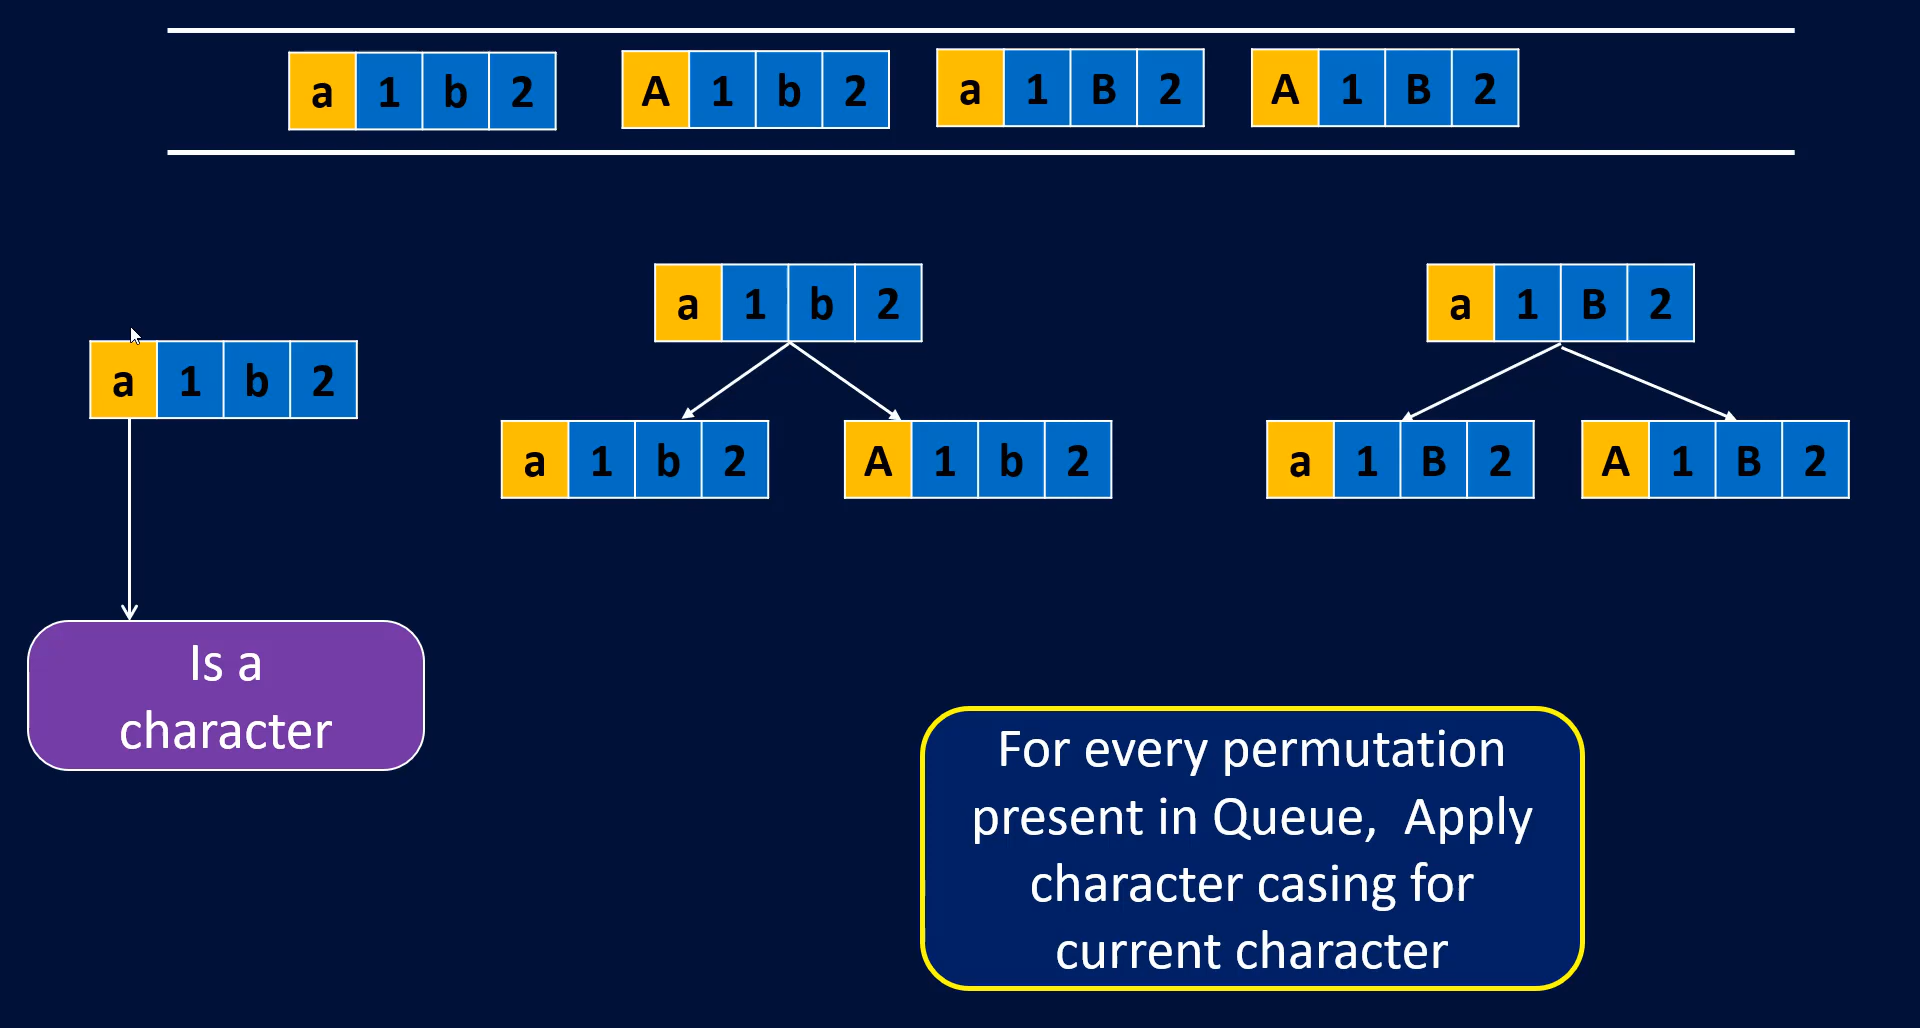 a 1 b 2 A 1 b 2 a 1 B 2 A 1 B 2
a 1 b 2 a 1 B 2
a 1 b 2
a 1 b 2 A 1 b 2 a 1 B 2 A 1 B 2
Is a
character
For every permutation
present in Queue, Apply
character casing for
current character